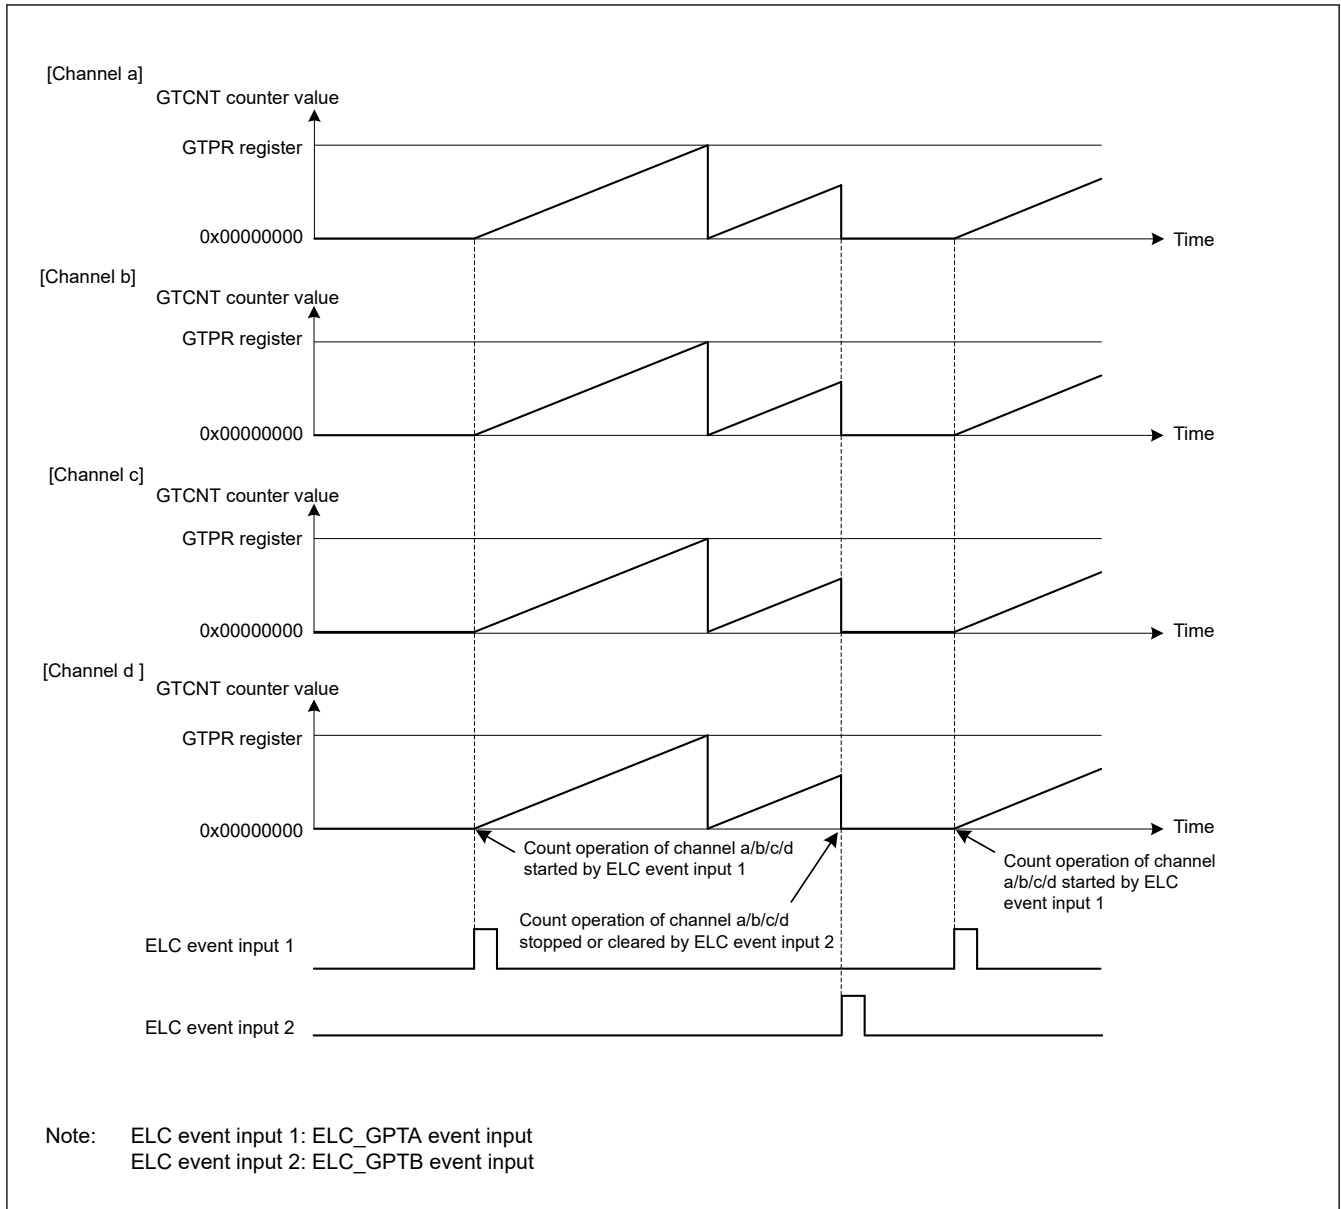 [Channel a]
GTCNT counter value
GTPR register
0x00000000
Time
[Channel b]
GTCNT counter value
GTPR register
0x00000000
Time
[Channel c]
GTCNT counter value
GTPR register
0x00000000
Time
[Channel d ]
GTCNT counter value
GTPR register
0x00000000
Time
Count operation of channel a/b/c/d
started by ELC event input 1
Count operation of channel
a/b/c/d started by ELC
event input 1
Count operation of channel a/b/c/d
stopped or cleared by ELC event input 2
ELC event input 1
ELC event input 2
Note: ELC event input 1: ELC_GPTA event input
ELC event input 2: ELC_GPTB event input